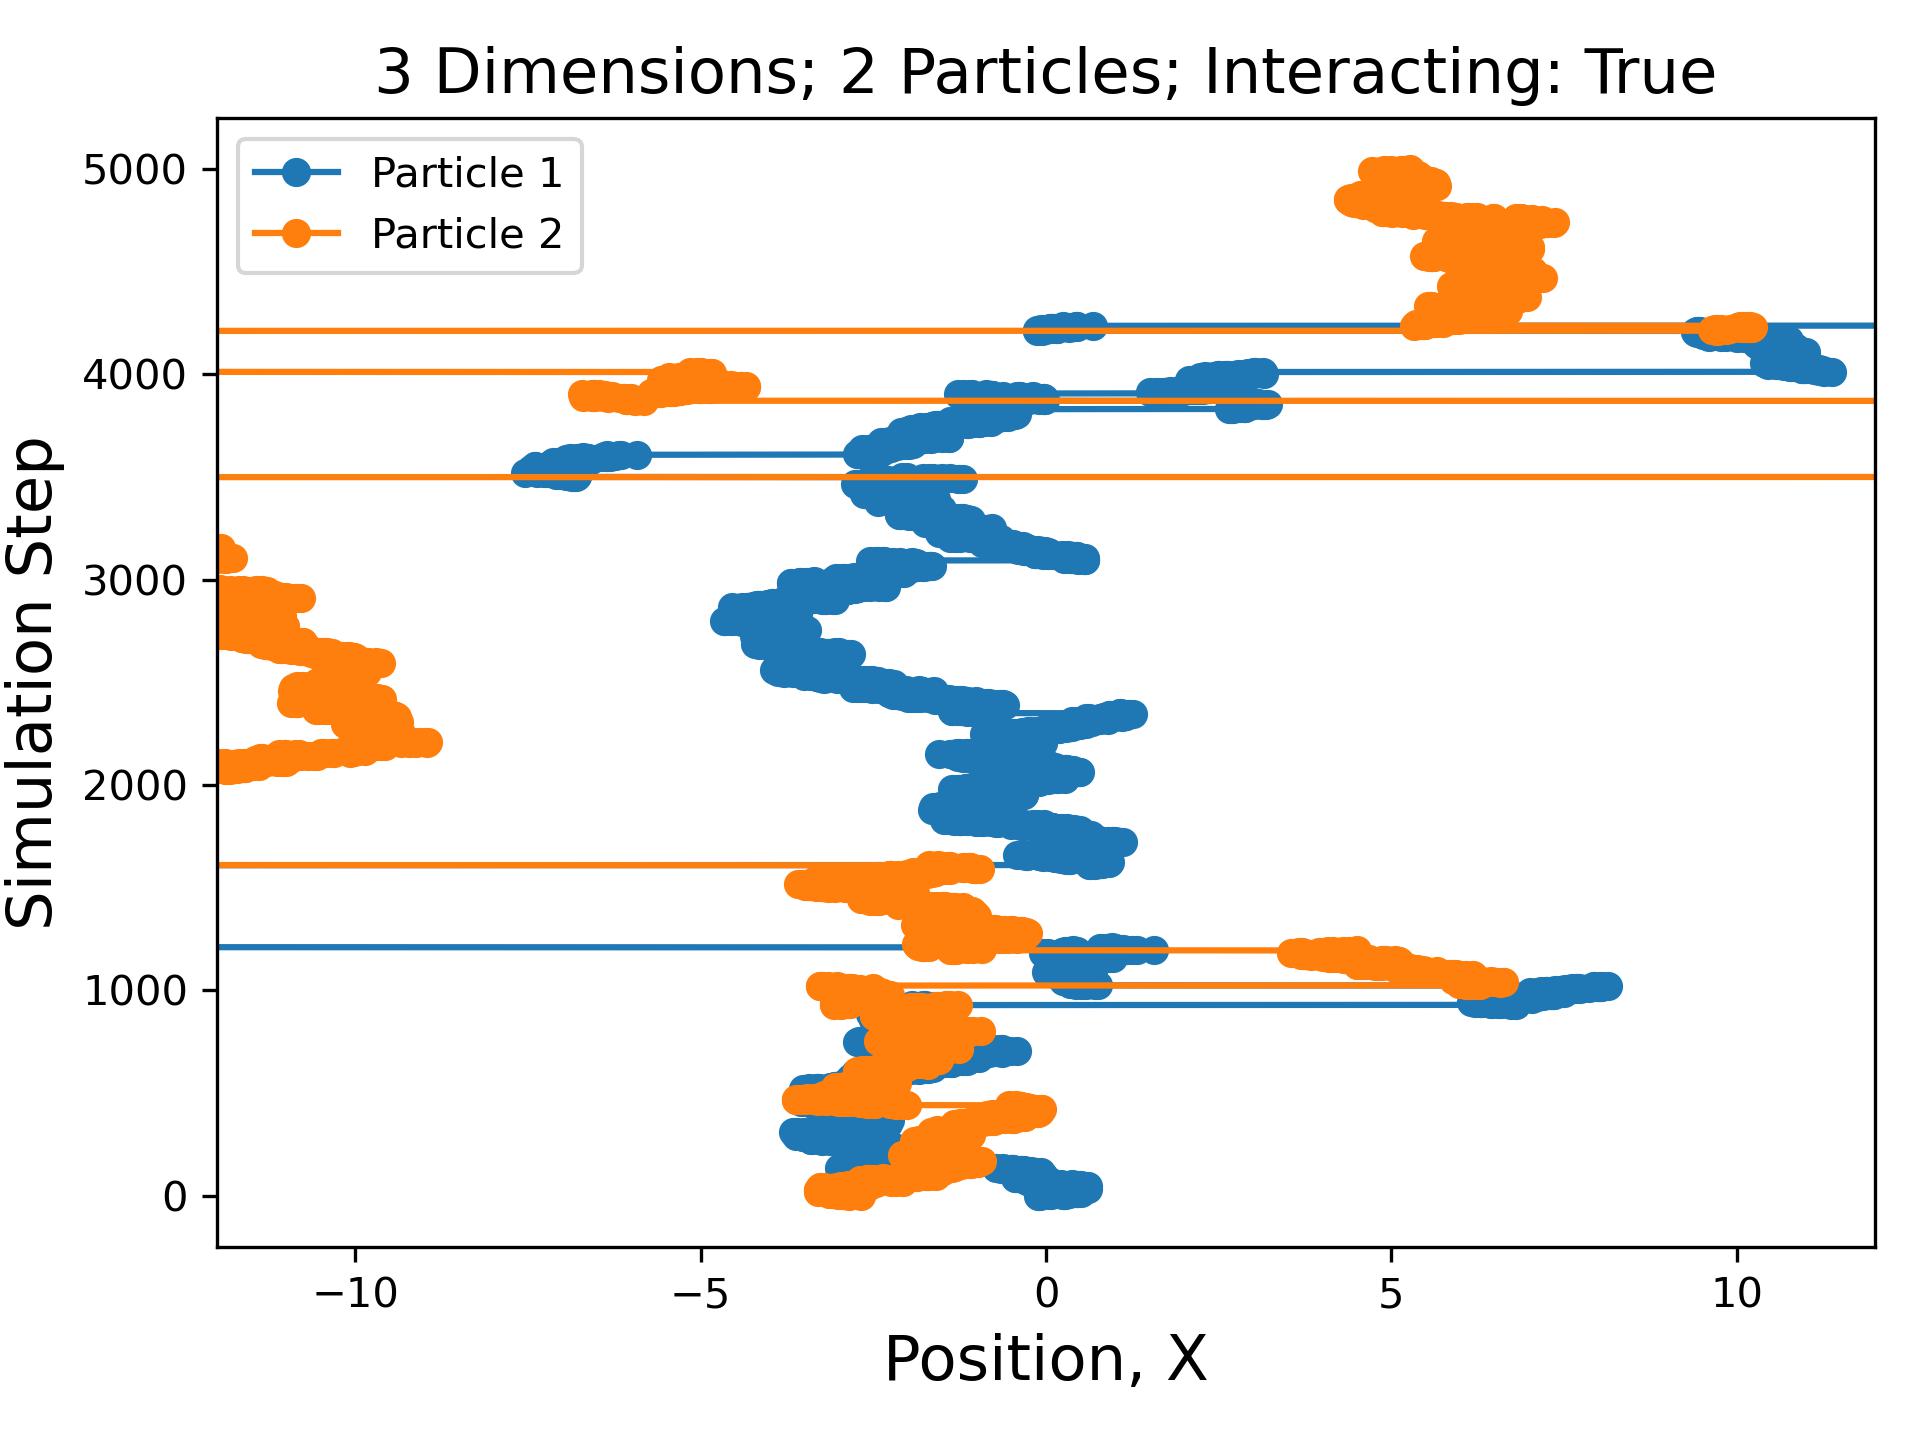 3 Dimensions; 2 Particles; Interacting: True
Particle 1
Particle 2
5000
4000
3000
2000
1000
0
Simulation Step
−10
−5
0
5
10
Position, X